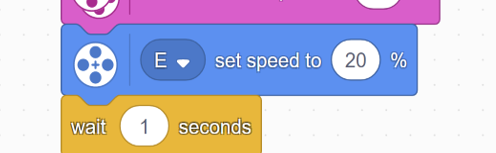 E set speed to 20 %
wait 1 seconds